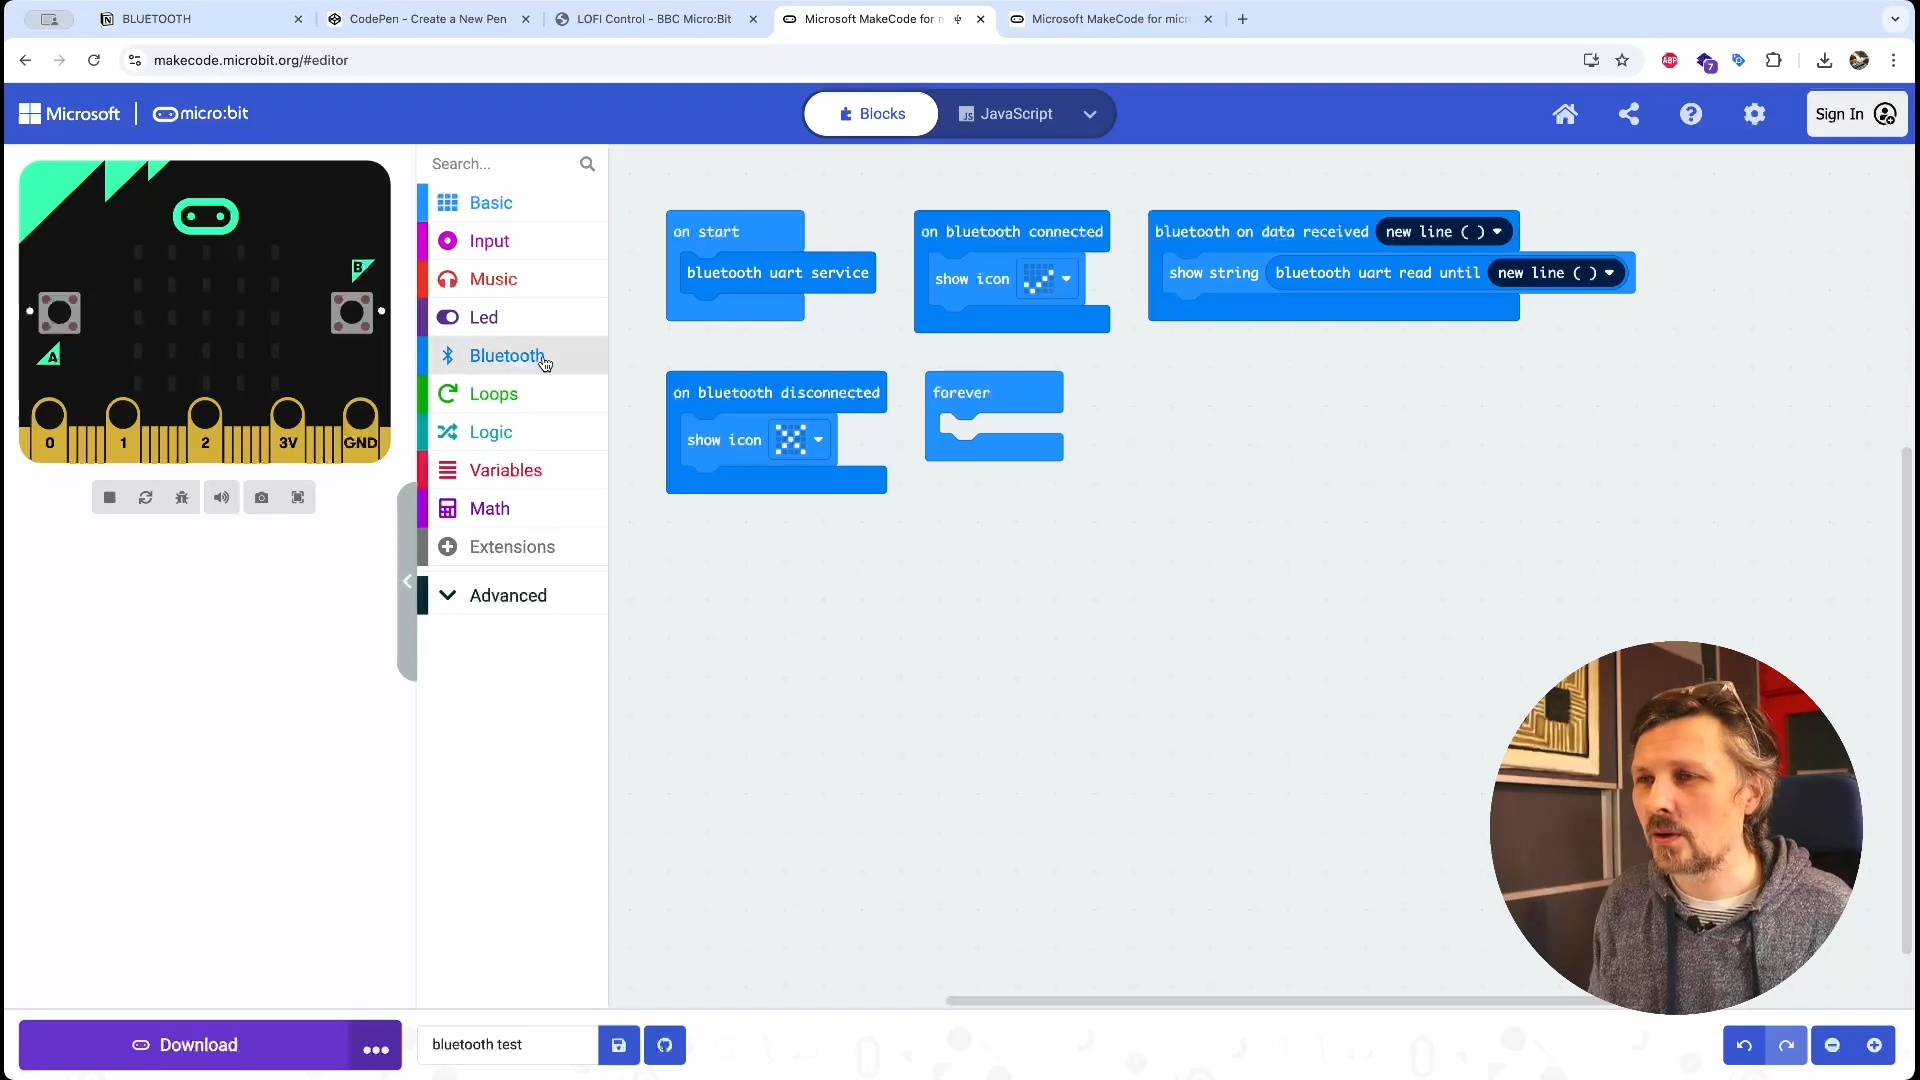 BLUETOOTH
CodePen - Create a New Pen
LOFI Control - BBC Micro:Bit
Microsoft MakeCode for m
Microsoft MakeCode for micr
makecode.microbit.org/#editor
ABP
7
Microsoft
micro:bit
Blocks
JS
JavaScript
Sign In
B
A
0
1
2
3V
GND
Search...
Basic
Input
Music
Led
Bluetooth
Loops
Logic
Variables
Math
Extensions
Advanced
on start
bluetooth uart service
on bluetooth connected
show icon
bluetooth on data received new line ( )
show string bluetooth uart read until new line ( )
on bluetooth disconnected
show icon
forever
Download
bluetooth test